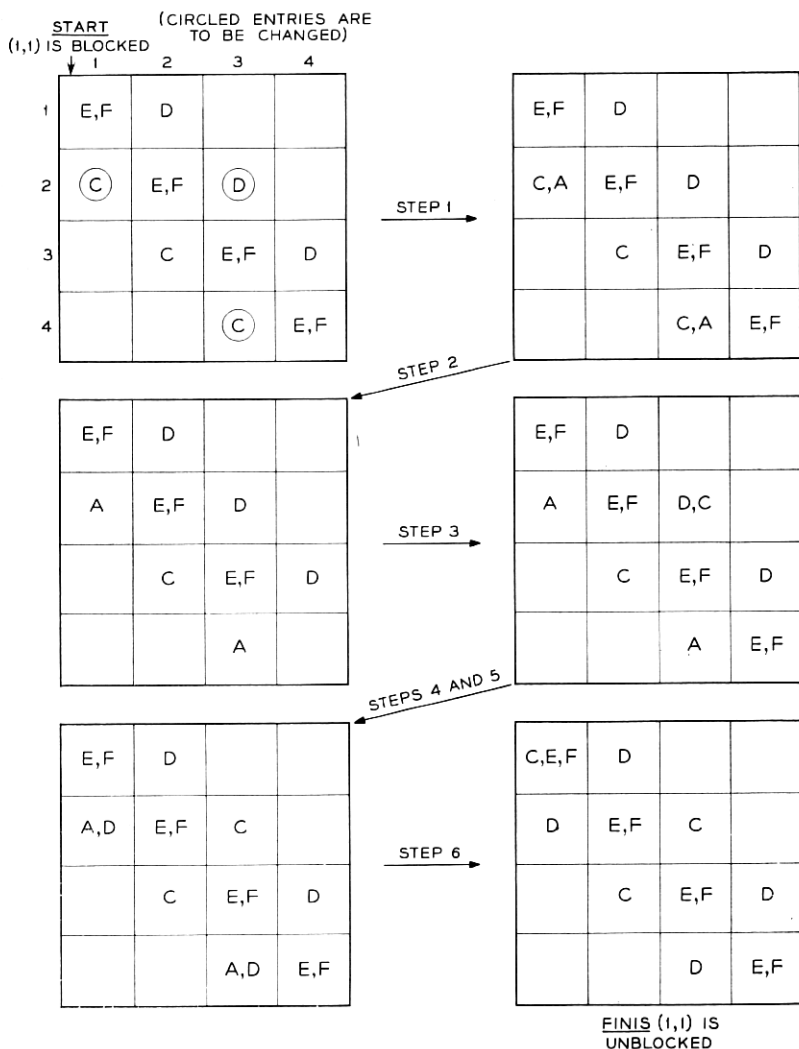 START
(1,1) IS BLOCKED
(CIRCLED ENTRIES ARE
TO BE CHANGED)
1 2 3 4
1 E,F D
2 C E,F D
3 C E,F D
4 C E,F
STEP 1
E,F D
C,A E,F D
C E,F D
C,A E,F
STEP 2
E,F D
A E,F D
C E,F D
A
STEP 3
E,F D
A E,F D,C
C E,F D
A E,F
STEPS 4 AND 5
E,F D
A,D E,F C
C E,F D
A,D E,F
STEP 6
C,E,F D
D E,F C
C E,F D
D E,F
FINIS (1,1) IS
UNBLOCKED